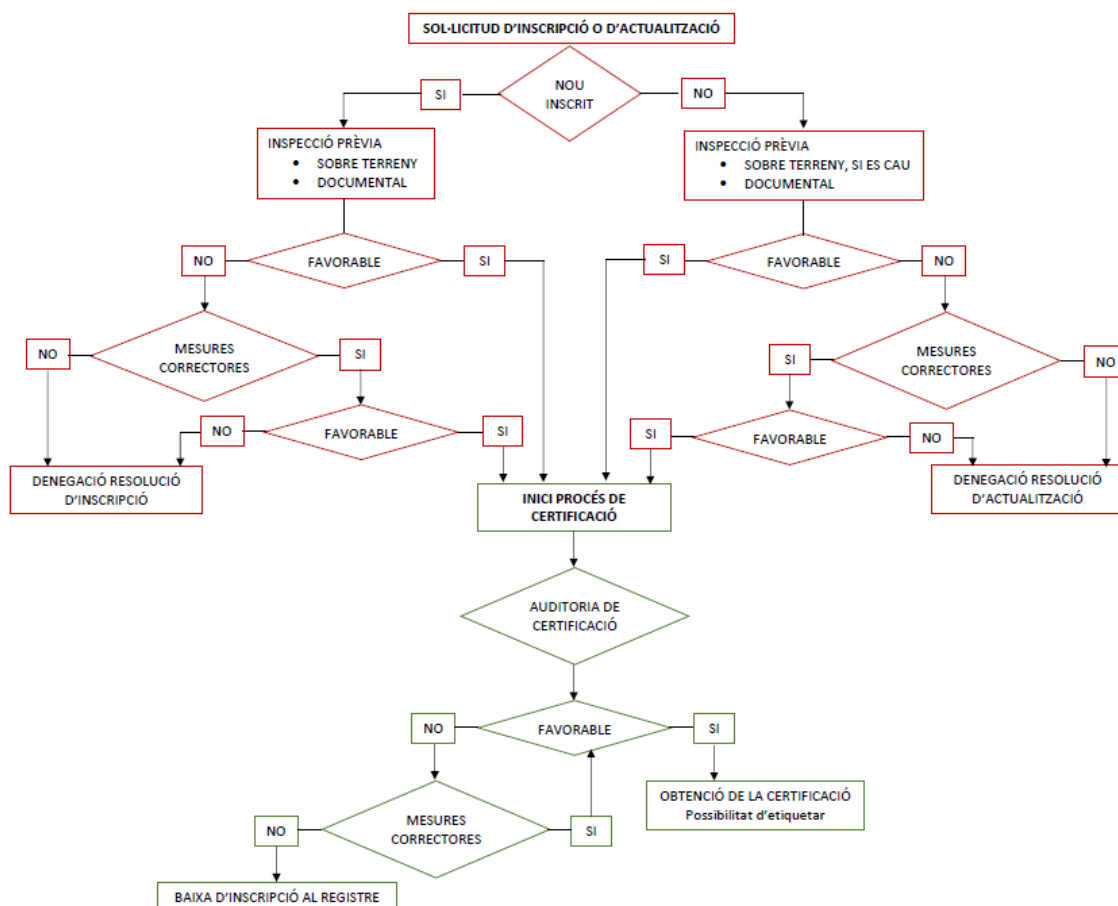 SOL·LICITUD D'INSCRIPCIÓ O D'ACTUALITZACIÓ
NOU
INSCRIT
SI
NO
INSPECCIÓ PRÈVIA
• SOBRE TERRENY
• DOCUMENTAL
INSPECCIÓ PRÈVIA
• SOBRE TERRENY, SI ES CAU
• DOCUMENTAL
NO
FAVORABLE
SI
SI
FAVORABLE
NO
NO
MESURES
CORRECTORES
SI
SI
MESURES
CORRECTORES
NO
NO
FAVORABLE
SI
SI
FAVORABLE
NO
DENEGACIÓ RESOLUCIÓ
D'INSCRIPCIÓ
INICI PROCÉS DE
CERTIFICACIÓ
DENEGACIÓ RESOLUCIÓ
D'ACTUALITZACIÓ
AUDITORIA DE
CERTIFICACIÓ
NO
FAVORABLE
SI
OBTENCIÓ DE LA CERTIFICACIÓ
Possibilitat d'etiquetar
NO
MESURES
CORRECTORES
SI
BAIXA D'INSCRIPCIÓ AL REGISTRE